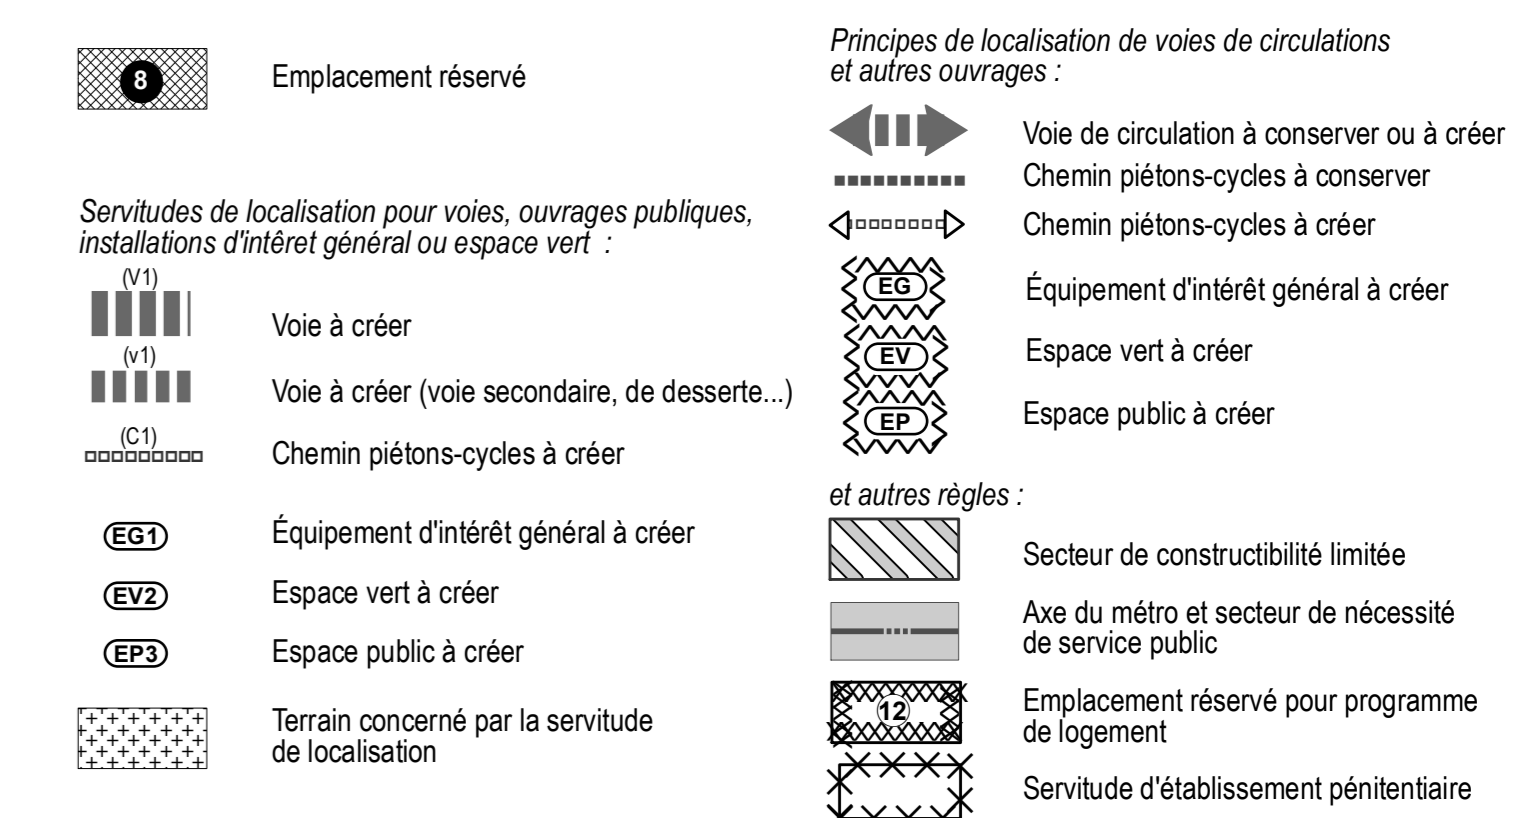 8
Emplacement réservé
Servitudes de localisation pour voies, ouvrages publiques,
installations d'intêret général ou espace vert :
(V1)
Voie à créer
(v1)
Voie à créer (voie secondaire, de desserte...)
(C1)
Chemin piétons-cycles à créer
EG1
Équipement d'intérêt général à créer
EV2
Espace vert à créer
EP3
Espace public à créer
Terrain concerné par la servitude
de localisation
Principes de localisation de voies de circulations
et autres ouvrages :
Voie de circulation à conserver ou à créer
Chemin piétons-cycles à conserver
Chemin piétons-cycles à créer
EG
Équipement d'intérêt général à créer
EV
Espace vert à créer
EP
Espace public à créer
et autres règles :
Secteur de constructibilité limitée
Axe du métro et secteur de nécessité
de service public
12
Emplacement réservé pour programme
de logement
Servitude d'établissement pénitentiaire